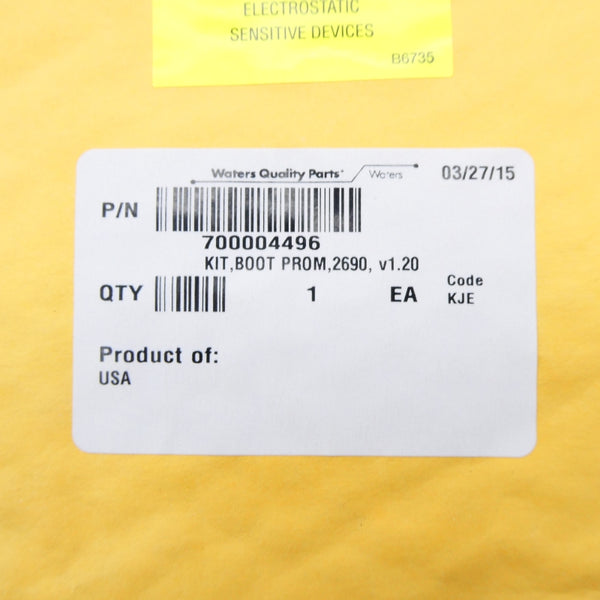 ELECTROSTATIC
SENSITIVE DEVICES
B6735
Waters Quality Parts Waters 03/27/15
P/N
700004496
KIT,BOOT PROM,2690, v1.20
QTY 1 EA Code
KJE
Product of:
USA